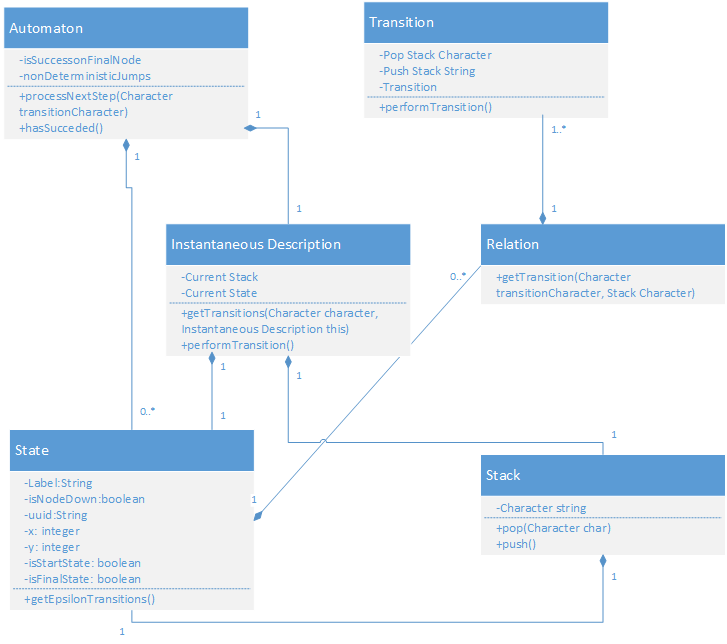 Automaton
-isSuccessonFinalNode
-nonDeterministicJumps
+processNextStep(Character
transitionCharacter)
+hasSucceded()
1
1
Transition
-Pop Stack Character
-Push Stack String
-Transition
+performTransition()
1..*
1
1
Instantaneous Description
-Current Stack
-Current State
+getTransitions(Character character,
Instantaneous Description this)
+performTransition()
Relation
+getTransition(Character
transitionCharacter, Stack Character)
0..*
1
1
0..*
1
1
State
-Label:String
-isNodeDown:boolean
-uuid:String
-x: integer
-y: integer
-isStartState: boolean
-isFinalState: boolean
+getEpsilonTransitions()
1
Stack
-Character string
+pop(Character char)
+push()
1
1